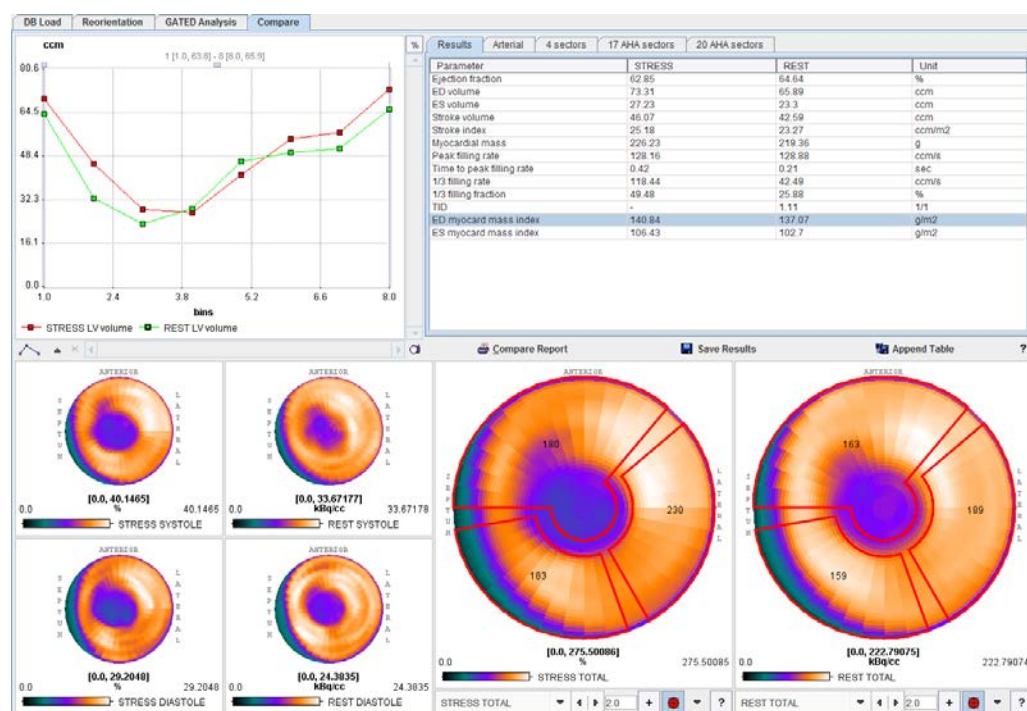 DB Load Reorientation GATED Analysis Compare
ccm
1 [1.0, 63.6] - 8 [8.0, 65.9]
%
80.6
64.5
48.4
32.3
16.1
0.0
1.0 2.4 3.8 5.2 6.6 8.0
bins
STRESS LV volume REST LV volume
Results Arterial 4 sectors 17 AHA sectors 20 AHA sectors
Parameter STRESS REST Unit
Ejection fraction 62.85 64.64 %
ED volume 73.31 65.89 ccm
ES volume 27.23 23.3 ccm
Stroke volume 46.07 42.59 ccm
Stroke index 25.18 23.27 ccm/m2
Myocardial mass 226.23 219.36 g
Peak filling rate 128.16 128.88 ccm/s
Time to peak filling rate 0.42 0.21 sec
1/3 filling rate 118.44 42.49 ccm/s
1/3 filling fraction 49.48 25.88 %
TID - 1.11 1/1
ED myocard mass index 140.84 137.07 g/m2
ES myocard mass index 106.43 102.7 g/m2
Compare Report Save Results Append Table ?
ANTERIOR
SEPTUM
LATERAL
[0.0, 40.1465]
0.0 % 40.1465
STRESS SYSTOLE
ANTERIOR
SEPTUM
LATERAL
[0.0, 33.67177]
0.0 kBq/cc 33.67178
REST SYSTOLE
ANTERIOR
SEPTUM
LATERAL
[0.0, 29.2048]
0.0 % 29.2048
STRESS DIASTOLE
ANTERIOR
SEPTUM
LATERAL
[0.0, 24.3835]
0.0 kBq/cc 24.3835
REST DIASTOLE
ANTERIOR
SEPTUM
LATERAL
180
230
183
[0.0, 275.50086]
0.0 % 275.50085
STRESS TOTAL
STRESS TOTAL 2.0 + ?
ANTERIOR
SEPTUM
LATERAL
163
189
159
[0.0, 222.79075]
0.0 kBq/cc 222.79074
REST TOTAL
REST TOTAL 2.0 + ?